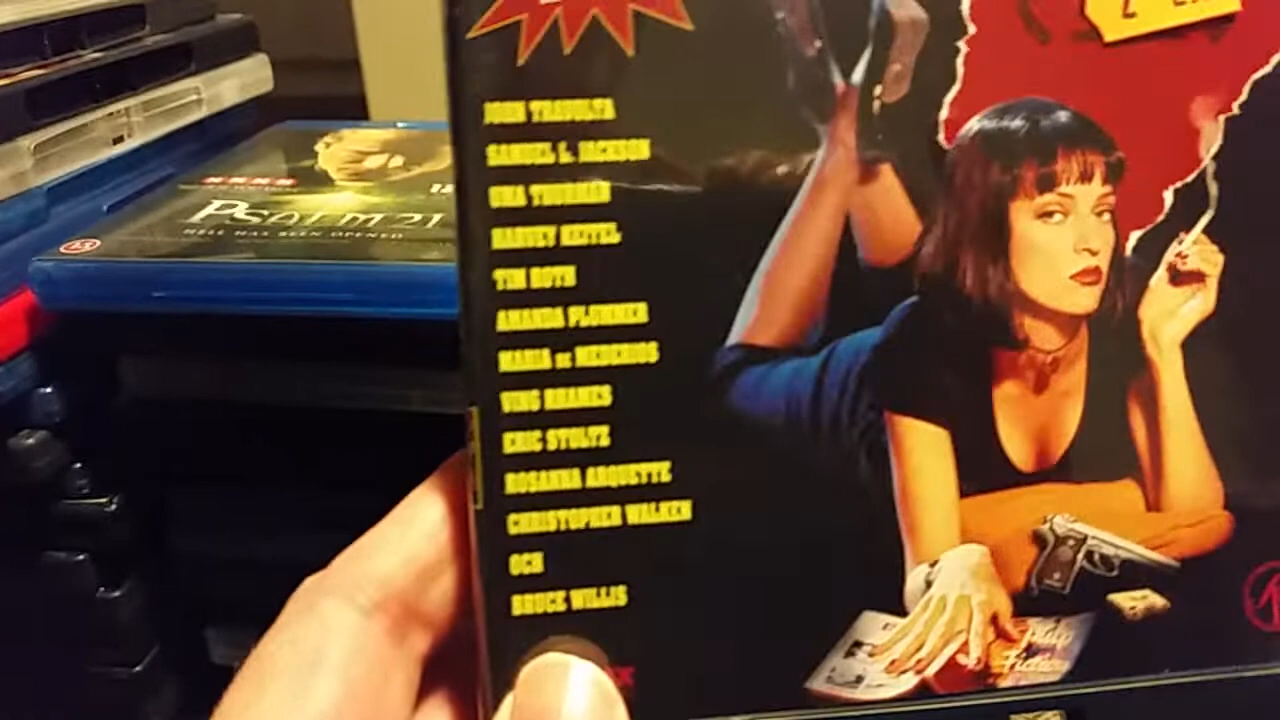 JOHN TRAVOLTA
SAMUEL L. JACKSON
UMA THURMAN
HARVEY KEITEL
TIM ROTH
AMANDA PLUMMER
MARIA DE MEDEIROS
VING RHAMES
ERIC STOLTZ
ROSANNA ARQUETTE
CHRISTOPHER WALKEN
OCH
BRUCE WILLIS
Pulp
Fiction
PSALM 21
HELL HAS BEEN OPENED
15